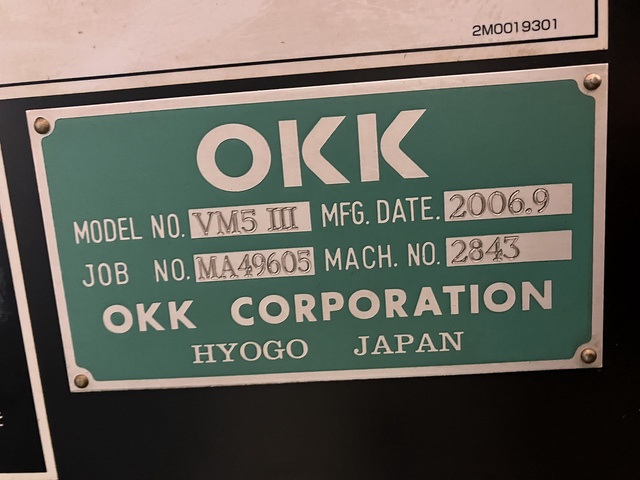 2M0019301
OKK
MODEL NO. VM5 III MFG. DATE. 2006.9
JOB NO. MA49605 MACH. NO. 2843
OKK CORPORATION
HYOGO JAPAN